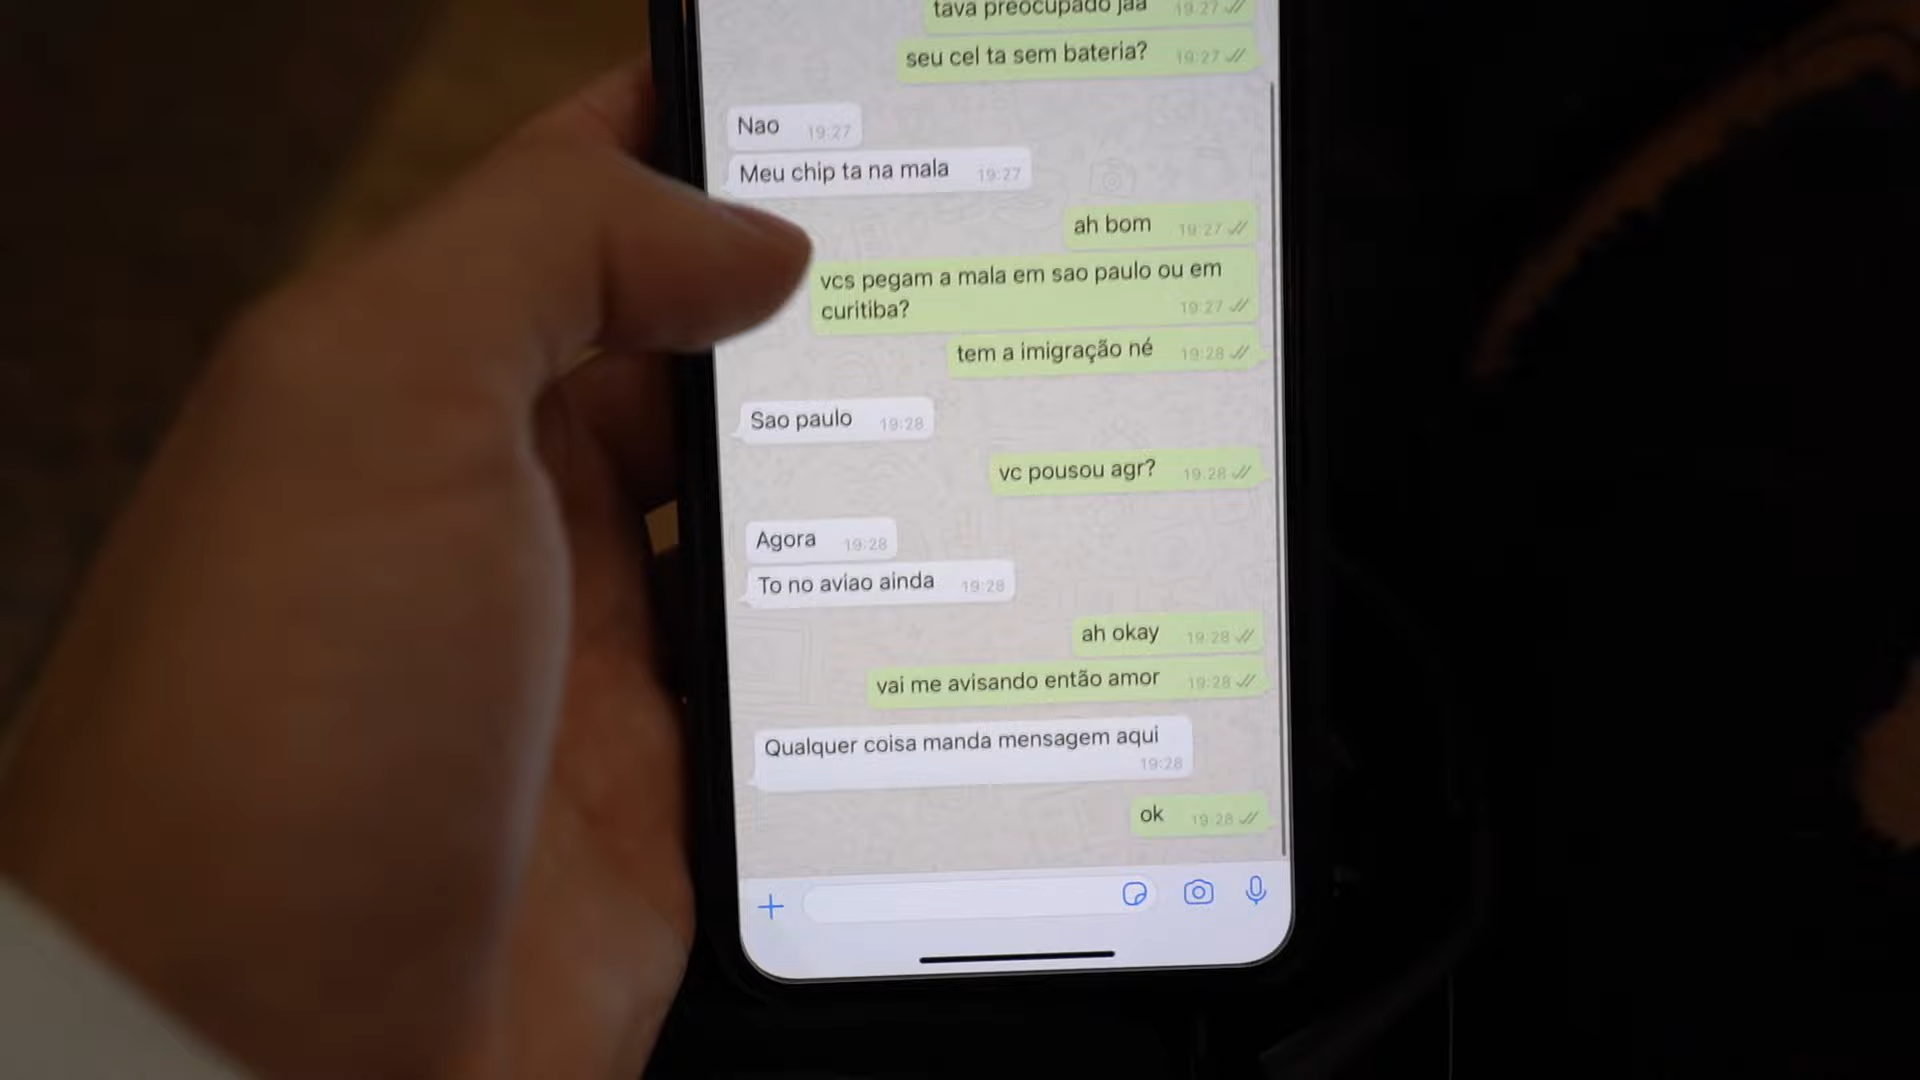 tava preocupado jaa 19:27
seu cel ta sem bateria? 19:27
Nao 19:27
Meu chip ta na mala 19:27
ah bom 19:27
vcs pegam a mala em sao paulo ou em
curitiba? 19:27
tem a imigração né 19:28
Sao paulo 19:28
vc pousou agr? 19:28
Agora 19:28
To no aviao ainda 19:28
ah okay 19:28
vai me avisando então amor 19:28
Qualquer coisa manda mensagem aqui
19:28
ok 19:28